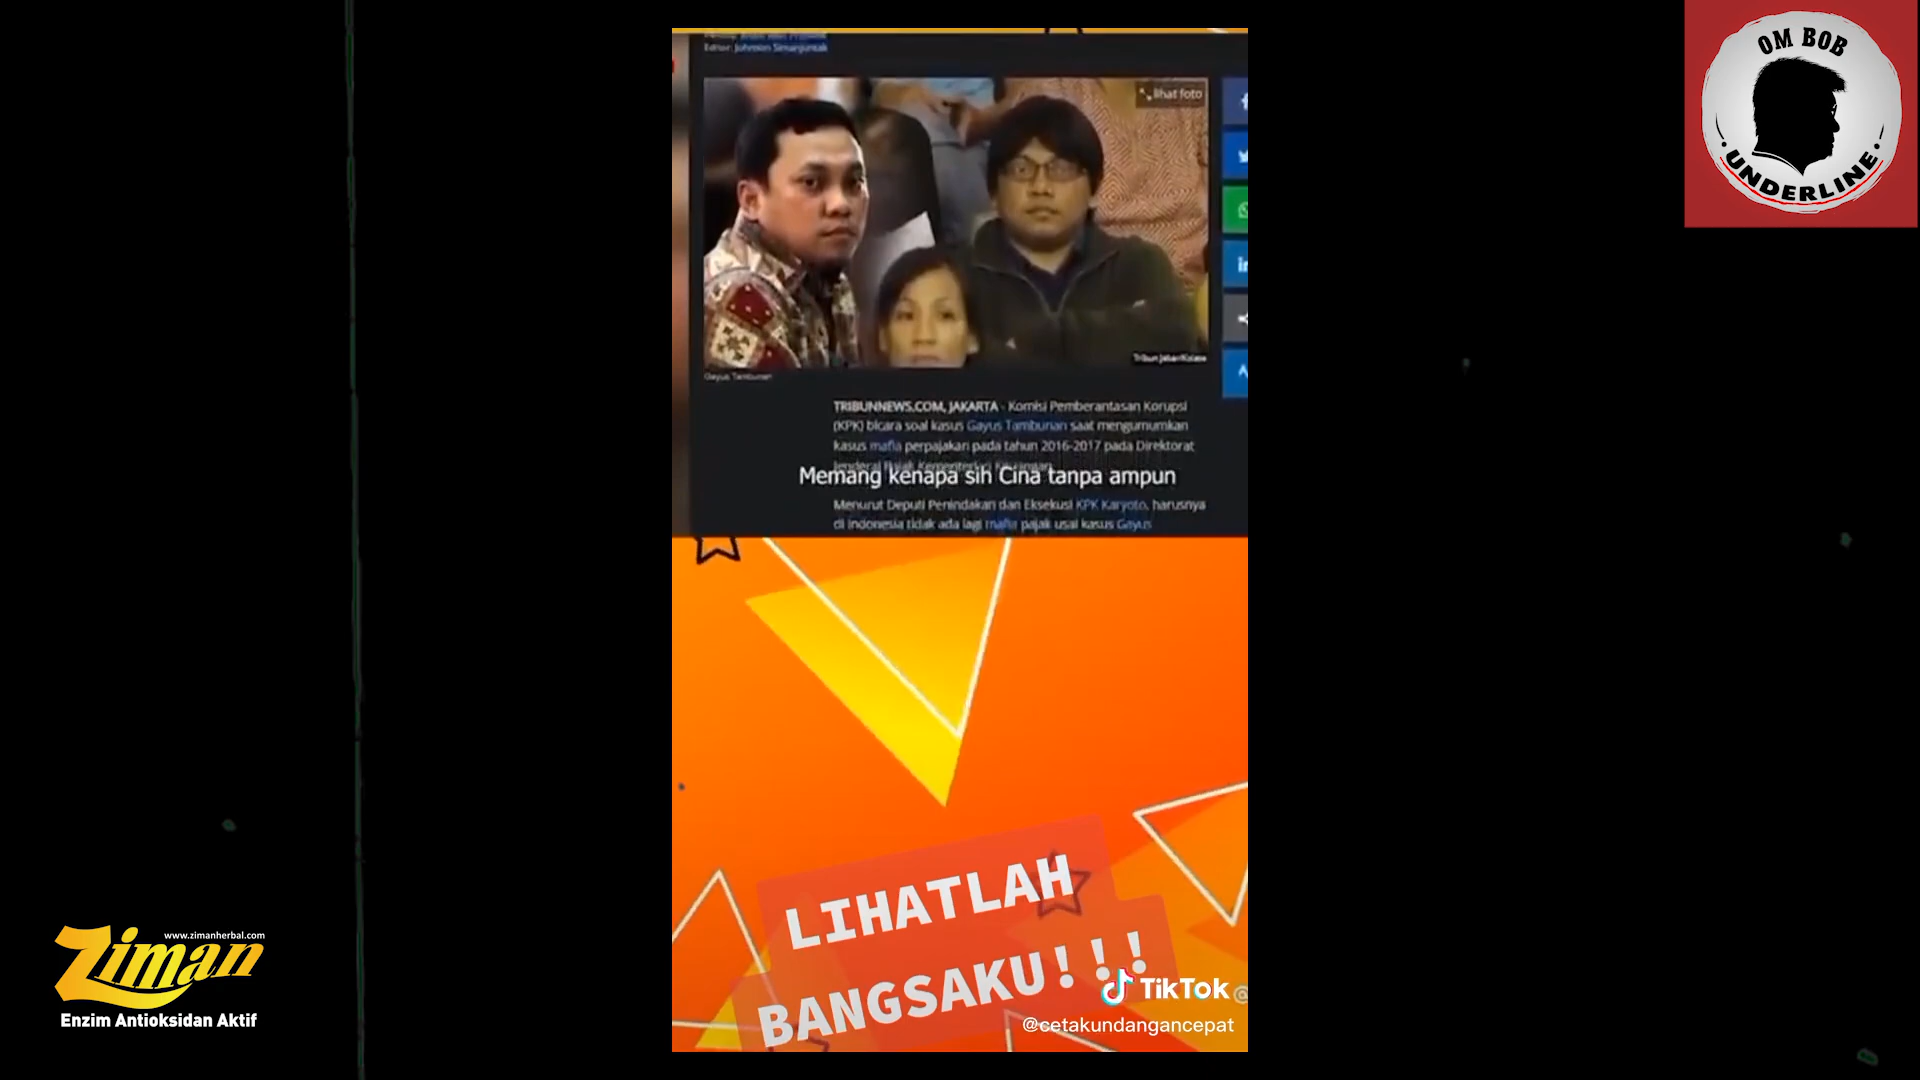 OM BOB
UNDERLINE
Editor: Johnson Simanjuntak
lihat foto
Tribun Jabar/Kolase
Gayus Tambunan
TRIBUNNEWS.COM, JAKARTA - Komisi Pemberantasan Korupsi
(KPK) bicara soal kasus Gayus Tambunan saat mengumumkan
kasus mafia perpajakan pada tahun 2016-2017 pada Direktorat
Memang kenapa sih Cina tanpa ampun
Menurut Deputi Penindakan dan Eksekusi KPK Karyoto, harusnya
di Indonesia tidak ada lagi mafia pajak usai kasus Gayus
LIHATLAH
BANGSAKU!!!
TikTok
@cetakundangancepat
www.zimanherbal.com
Ziman
Enzim Antioksidan Aktif